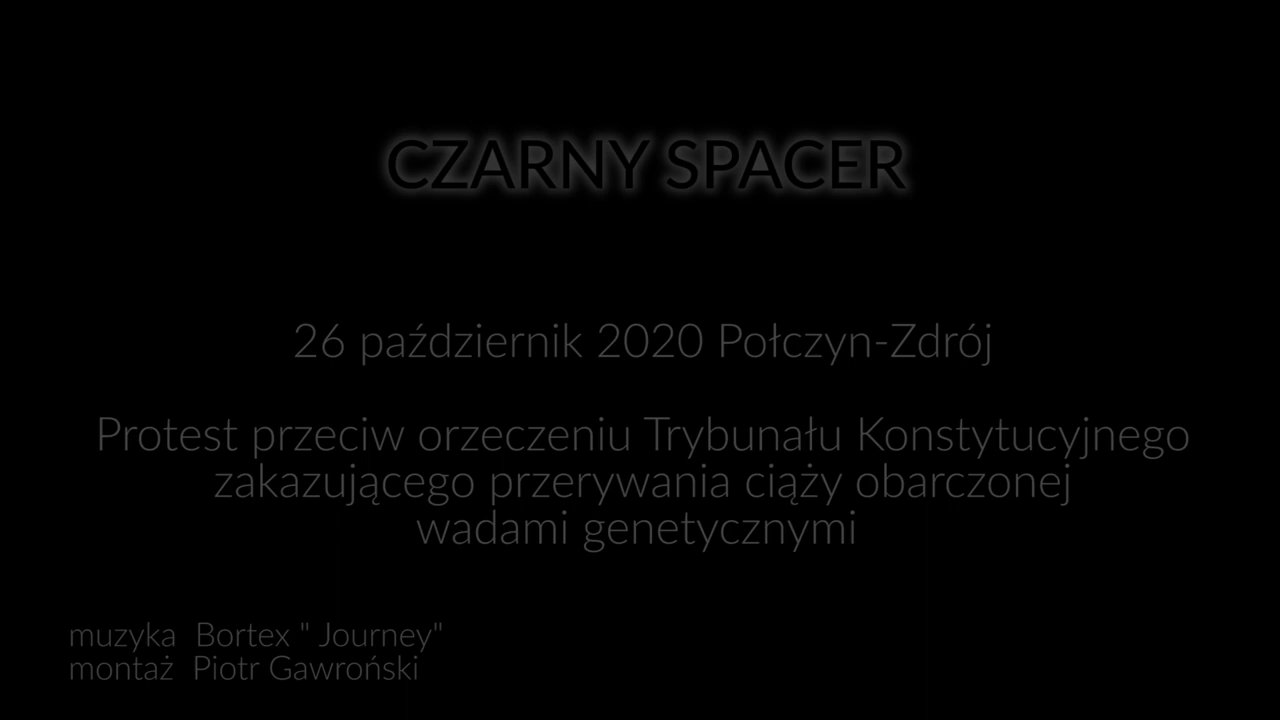 CZARNY SPACER
26 październik 2020 Połczyn-Zdrój
Protest przeciw orzeczeniu Trybunału Konstytucyjnego
zakazującego przerywania ciąży obarczonej
wadami genetycznymi
muzyka  Bortex " Journey"
montaż  Piotr Gawroński